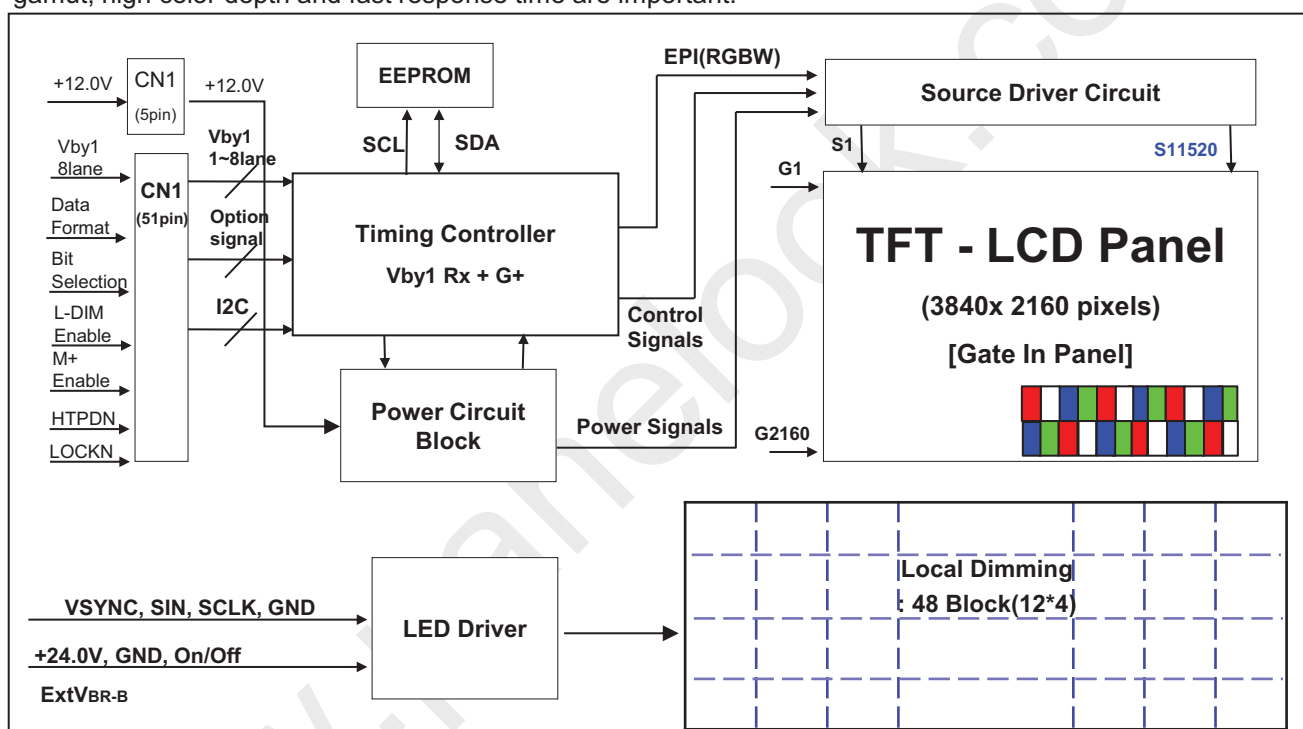 gamut, high color depth and fast response time are important.
+12.0V
CN1
(5pin)
+12.0V
EEPROM
SCL
SDA
EPI(RGBW)
Source Driver Circuit
S1
S11520
G1
Vby1
8lane
Data
Format
Bit
Selection
L-DIM
Enable
M+
Enable
HTPDN
LOCKN
CN1
(51pin)
Vby1
1~8lane
Option
signal
I2C
Timing Controller
Vby1 Rx + G+
Control
Signals
Power Circuit
Block
Power Signals
TFT - LCD Panel
(3840x 2160 pixels)
[Gate In Panel]
G2160
VSYNC, SIN, SCLK, GND
+24.0V, GND, On/Off
ExtVBR-B
LED Driver
Local Dimming
: 48 Block(12*4)